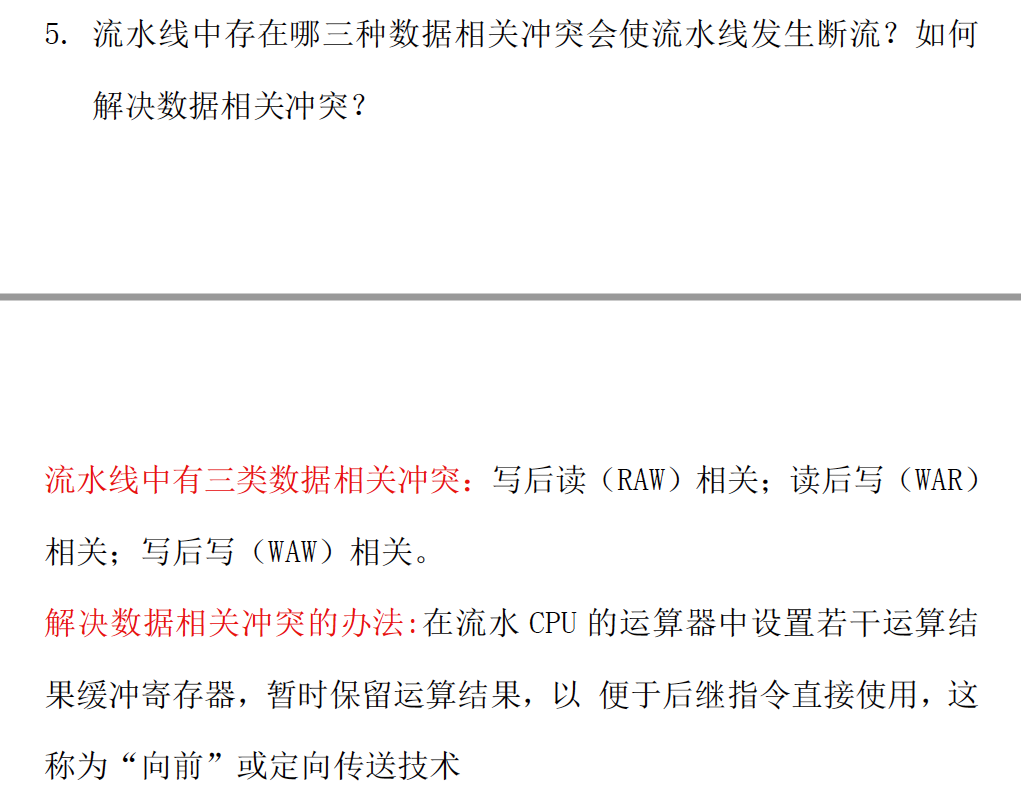 5. 流水线中存在哪三种数据相关冲突会使流水线发生断流？如何
解决数据相关冲突？
流水线中有三类数据相关冲突：写后读（RAW）相关；读后写（WAR）
相关；写后写（WAW）相关。
解决数据相关冲突的办法:在流水 CPU 的运算器中设置若干运算结
果缓冲寄存器，暂时保留运算结果，以 便于后继指令直接使用，这
称为“向前”或定向传送技术